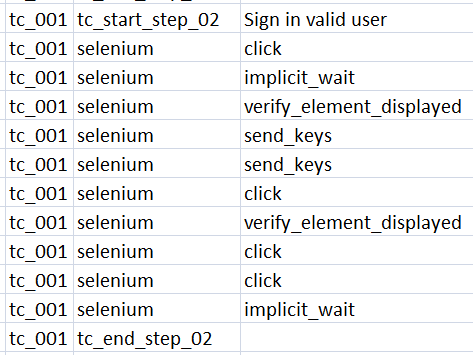 tc_001 tc_start_step_02 Sign in valid user
tc_001 selenium click
tc_001 selenium implicit_wait
tc_001 selenium verify_element_displayed
tc_001 selenium send_keys
tc_001 selenium send_keys
tc_001 selenium click
tc_001 selenium verify_element_displayed
tc_001 selenium click
tc_001 selenium click
tc_001 selenium implicit_wait
tc_001 tc_end_step_02